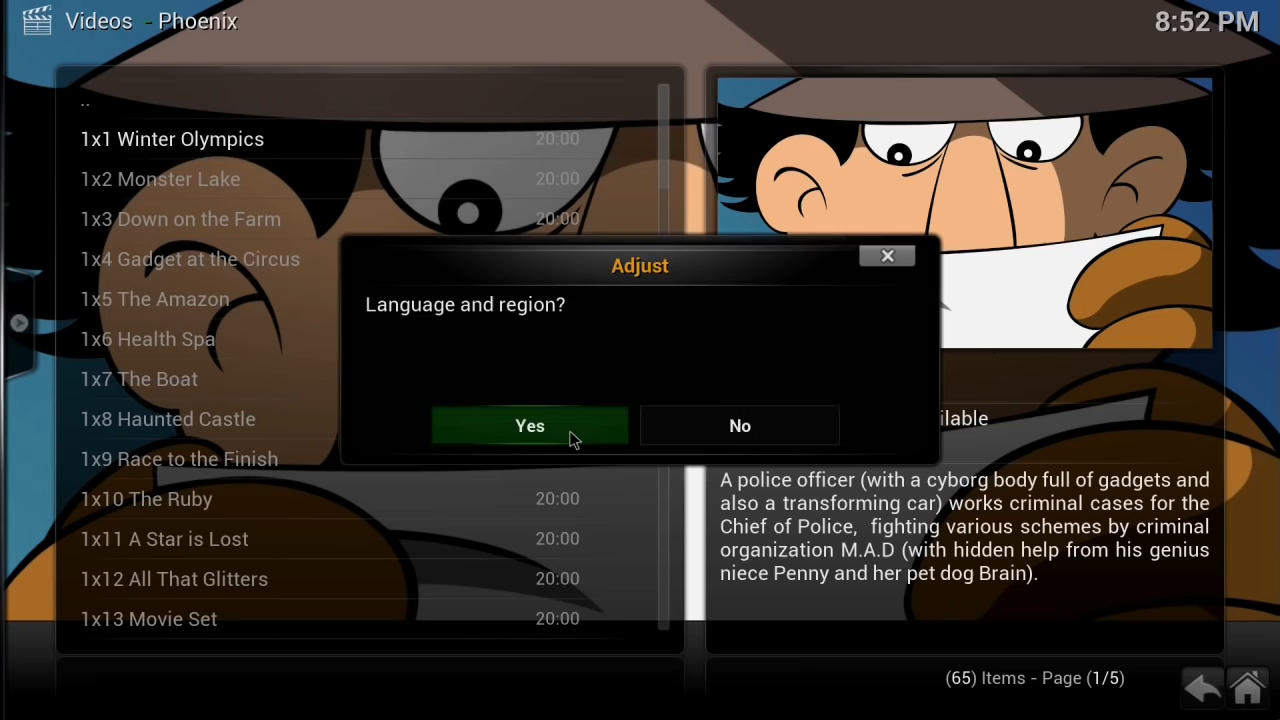 Videos - Phoenix
8:52 PM
..
1x1 Winter Olympics 20:00
1x2 Monster Lake 20:00
1x3 Down on the Farm 20:00
1x4 Gadget at the Circus
1x5 The Amazon
1x6 Health Spa
1x7 The Boat
1x8 Haunted Castle
1x9 Race to the Finish
1x10 The Ruby 20:00
1x11 A Star is Lost 20:00
1x12 All That Glitters 20:00
1x13 Movie Set 20:00
Adjust
Language and region?
Yes
No
ilable
A police officer (with a cyborg body full of gadgets and
also a transforming car) works criminal cases for the
Chief of Police, fighting various schemes by criminal
organization M.A.D (with hidden help from his genius
niece Penny and her pet dog Brain).
(65) Items - Page (1/5)